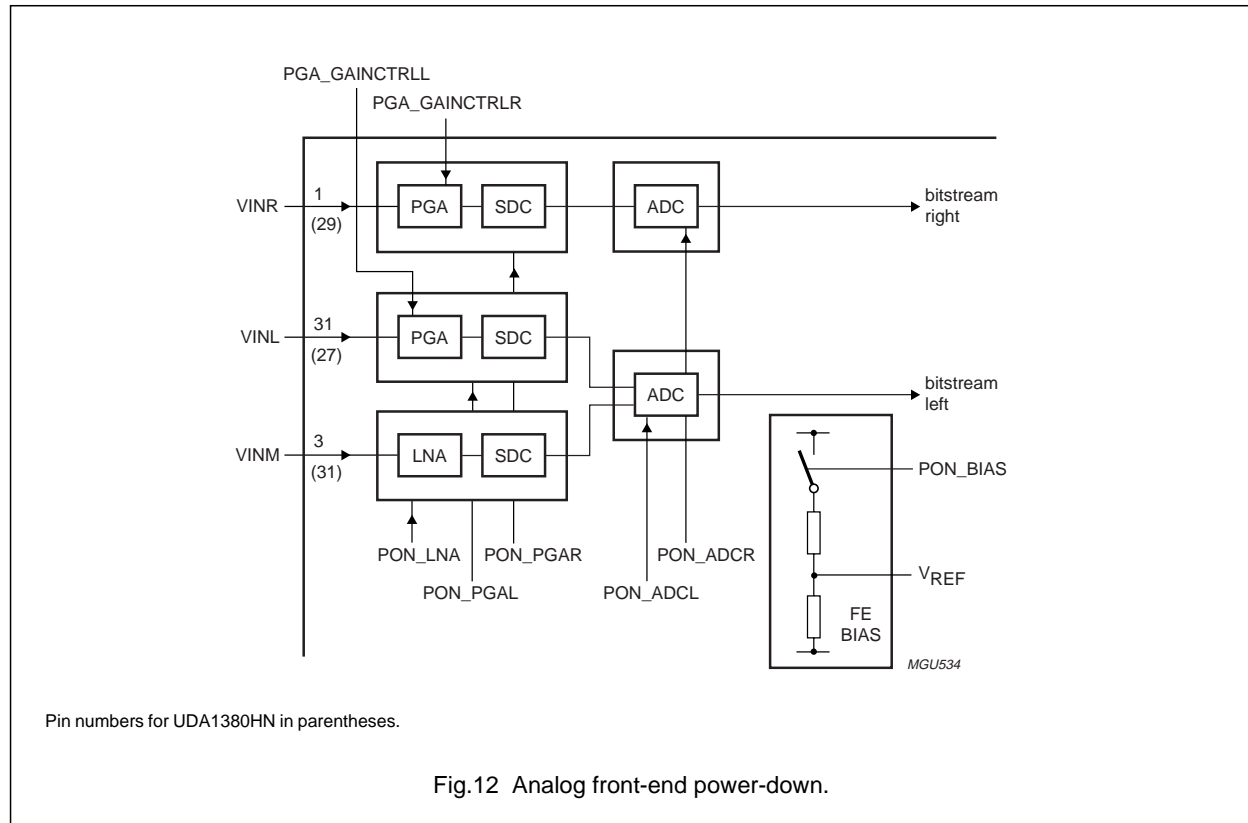 PGA_GAINCTRLL
PGA_GAINCTRLR
VINR
1
(29)
PGA
SDC
ADC
bitstream
right
VINL
31
(27)
PGA
SDC
ADC
bitstream
left
VINM
3
(31)
LNA
SDC
PON_BIAS
PON_LNA
PON_PGAR
PON_ADCR
PON_PGAL
PON_ADCL
VREF
FE
BIAS
MGU534
Pin numbers for UDA1380HN in parentheses.
Fig.12 Analog front-end power-down.